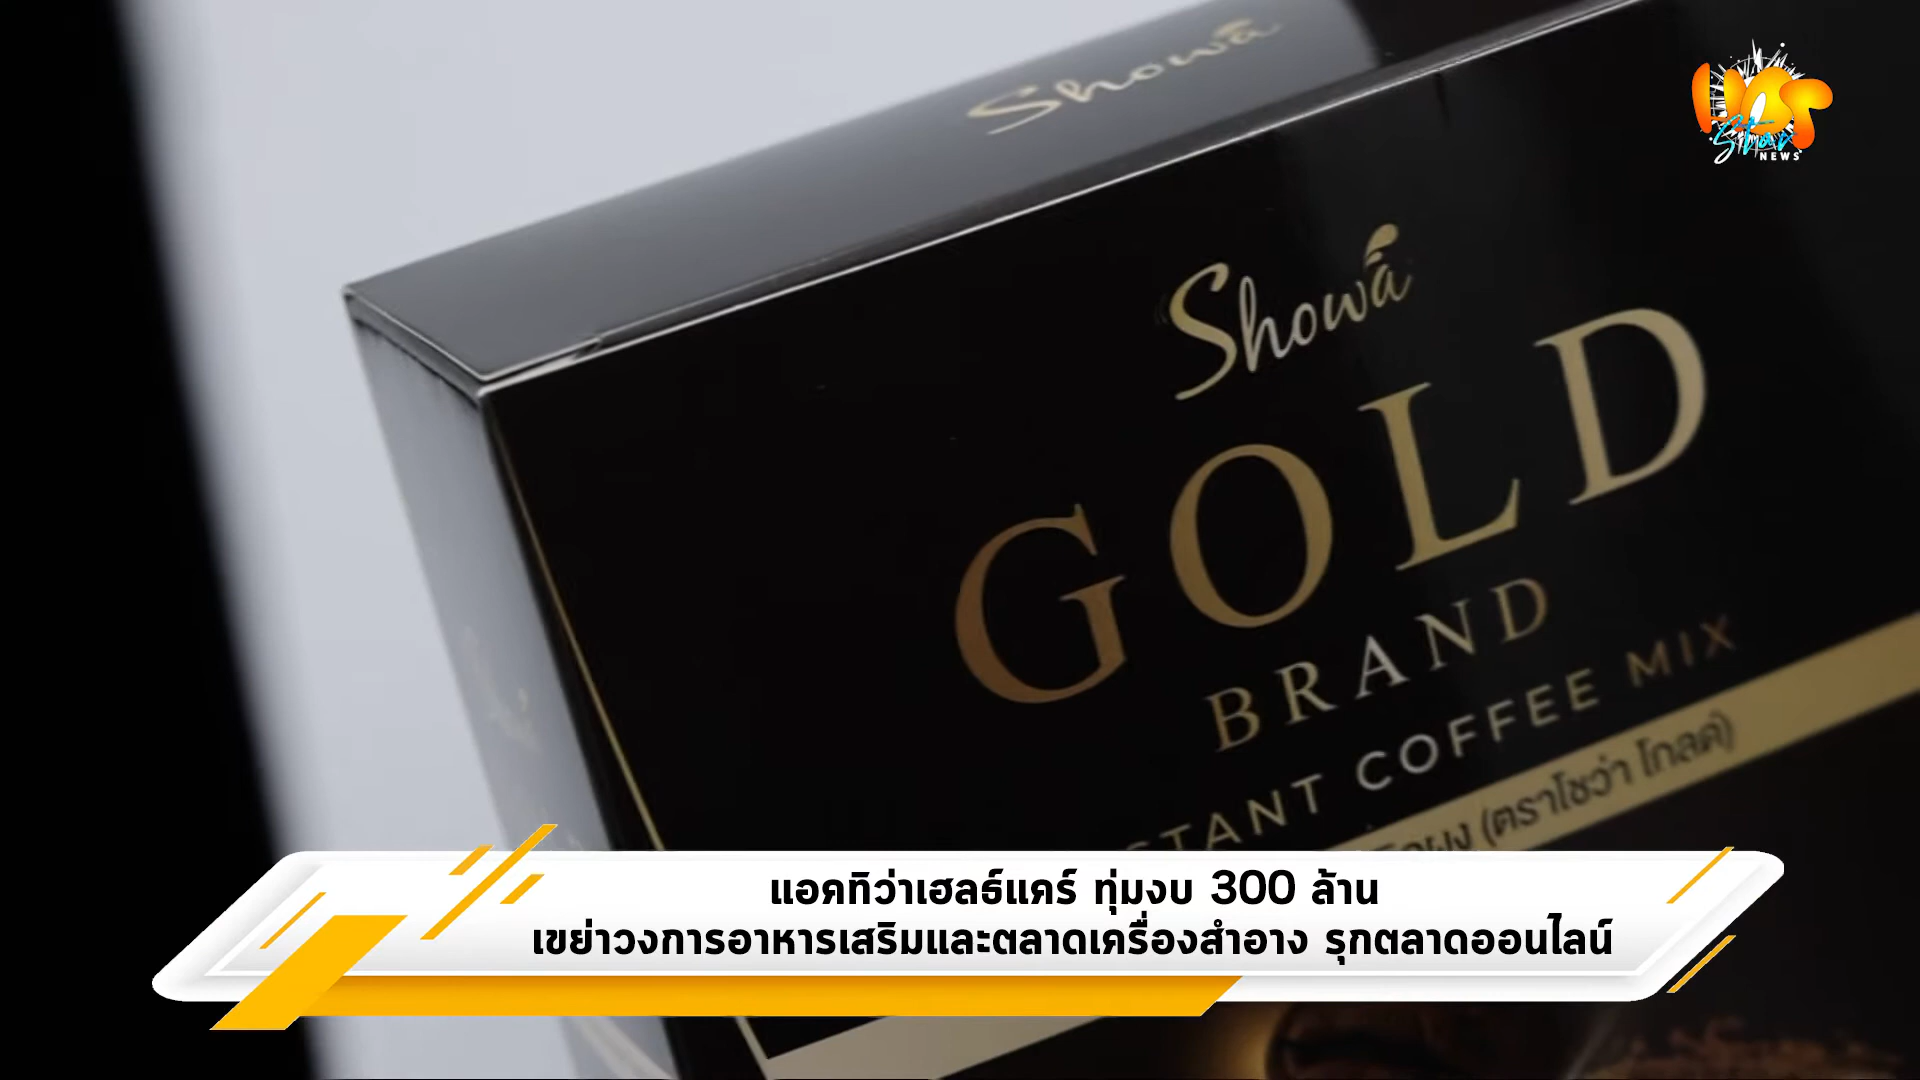 Showa
HOT
Star
NEWS
Showa
GOLD
BRAND
INSTANT COFFEE MIX
(ตราโชว่า โกลด์)
แอคทิว่าเฮลธ์แคร์ ทุ่มงบ 300 ล้าน
เขย่าวงการอาหารเสริมและตลาดเครื่องสำอาง รุกตลาดออนไลน์